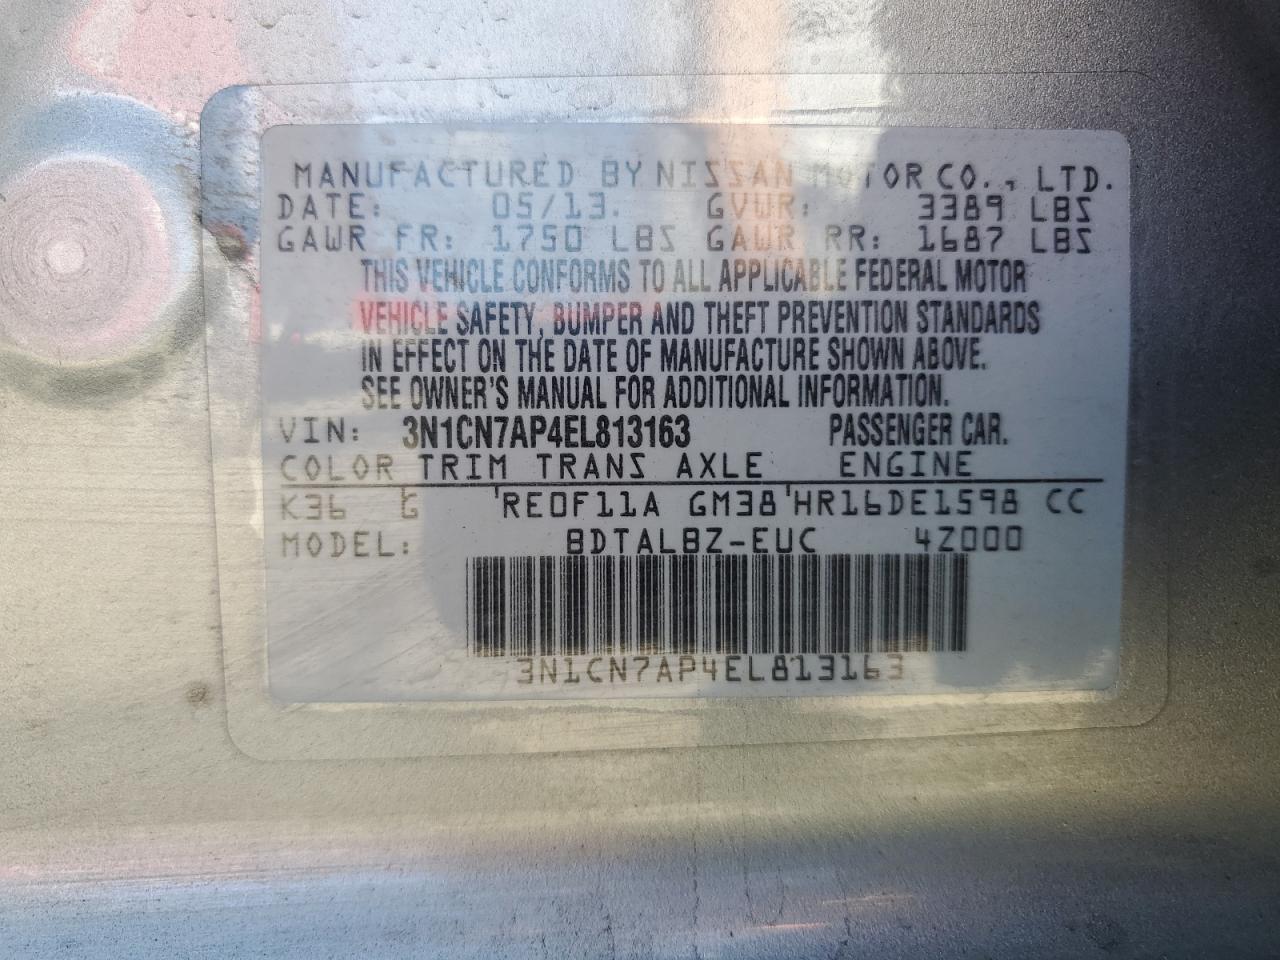 MANUFACTURED BY NISSAN MOTOR CO., LTD.
DATE: 05/13. GVWR: 3389 LBS
GAWR FR: 1750 LBS GAWR RR: 1687 LBS
THIS VEHICLE CONFORMS TO ALL APPLICABLE FEDERAL MOTOR
VEHICLE SAFETY, BUMPER AND THEFT PREVENTION STANDARDS
IN EFFECT ON THE DATE OF MANUFACTURE SHOWN ABOVE.
SEE OWNER'S MANUAL FOR ADDITIONAL INFORMATION.
VIN: 3N1CN7AP4EL813163 PASSENGER CAR.
COLOR TRIM TRANS AXLE ENGINE
K36 G 'RE0F11A GM38'HR16DE1598 CC
MODEL: BDTALBZ-EUC 4Z000
3N1CN7AP4EL813163